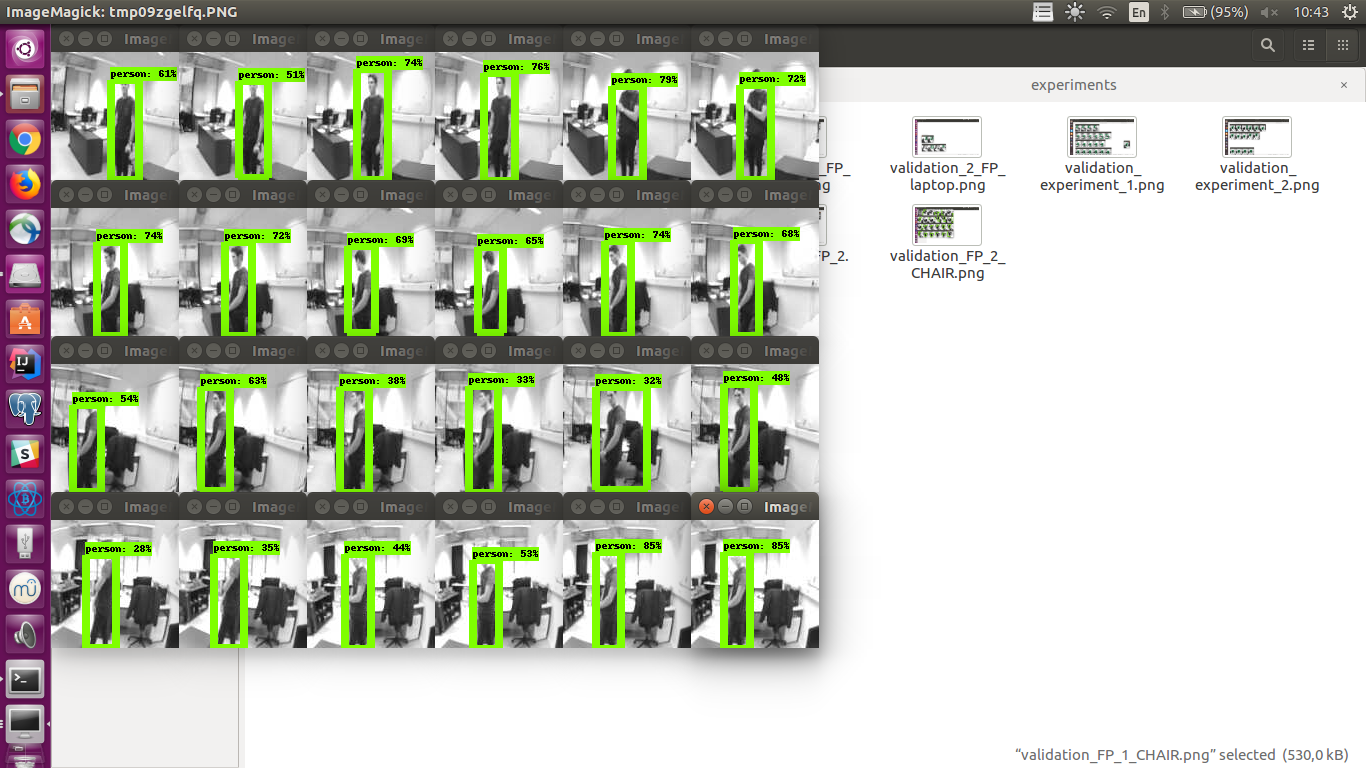 ImageMagick: tmp09zgelfq.PNG
En
(95%)
10:43
Image
Image
Image
Image
Image
Image
experiments
person: 61%
person: 51%
person: 74%
person: 76%
person: 79%
person: 72%
_FP_
ng
validation_2_FP_
laptop.png
validation_
experiment_1.png
validation_
experiment_2.png
Image
Image
Image
Image
Image
Image
person: 74%
person: 72%
person: 69%
person: 65%
person: 74%
person: 68%
_FP_2.
validation_FP_2_
CHAIR.png
Image
Image
Image
Image
Image
Image
person: 54%
person: 63%
person: 38%
person: 33%
person: 32%
person: 48%
Image
Image
Image
Image
Image
Image
person: 28%
person: 35%
person: 44%
person: 53%
person: 85%
person: 85%
“validation_FP_1_CHAIR.png” selected (530,0 kB)